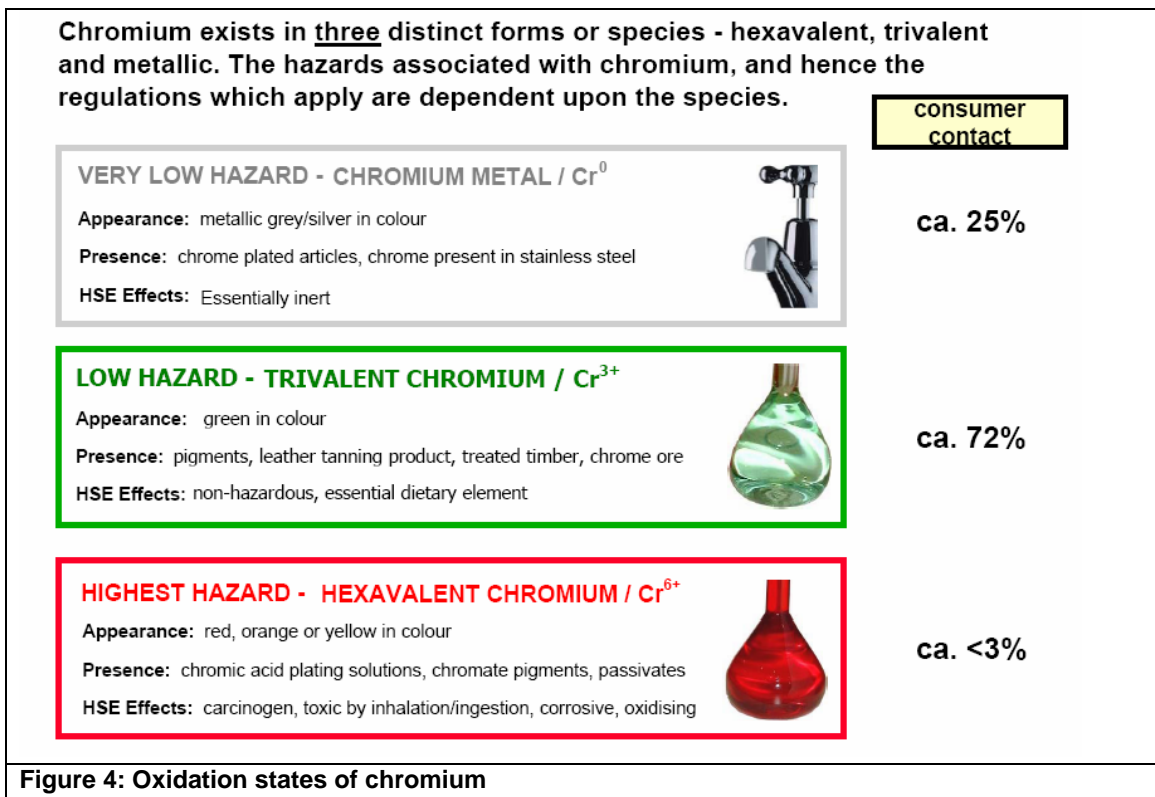 Chromium exists in three distinct forms or species - hexavalent, trivalent
and metallic. The hazards associated with chromium, and hence the
regulations which apply are dependent upon the species.
consumer
contact
VERY LOW HAZARD - CHROMIUM METAL / Cr⁰
Appearance: metallic grey/silver in colour
Presence: chrome plated articles, chrome present in stainless steel
HSE Effects: Essentially inert
ca. 25%
LOW HAZARD - TRIVALENT CHROMIUM / Cr³⁺
Appearance: green in colour
Presence: pigments, leather tanning product, treated timber, chrome ore
HSE Effects: non-hazardous, essential dietary element
ca. 72%
HIGHEST HAZARD - HEXAVALENT CHROMIUM / Cr⁶⁺
Appearance: red, orange or yellow in colour
Presence: chromic acid plating solutions, chromate pigments, passivates
HSE Effects: carcinogen, toxic by inhalation/ingestion, corrosive, oxidising
ca. <3%
Figure 4: Oxidation states of chromium